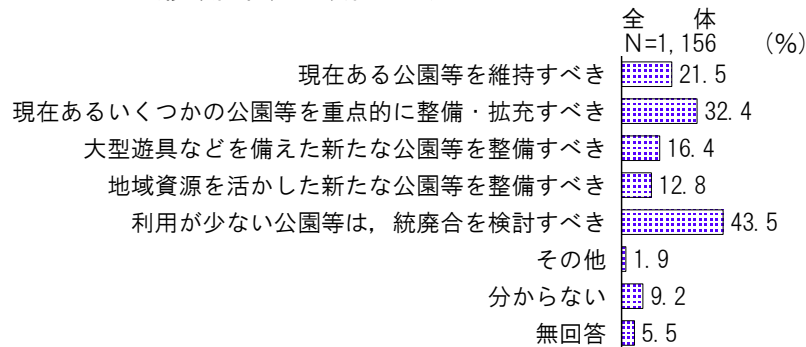 全　体
N=1,156　(%)
現在ある公園等を維持すべき 21.5
現在あるいくつかの公園等を重点的に整備・拡充すべき 32.4
大型遊具などを備えた新たな公園等を整備すべき 16.4
地域資源を活かした新たな公園等を整備すべき 12.8
利用が少ない公園等は，統廃合を検討すべき 43.5
その他 1.9
分からない 9.2
無回答 5.5